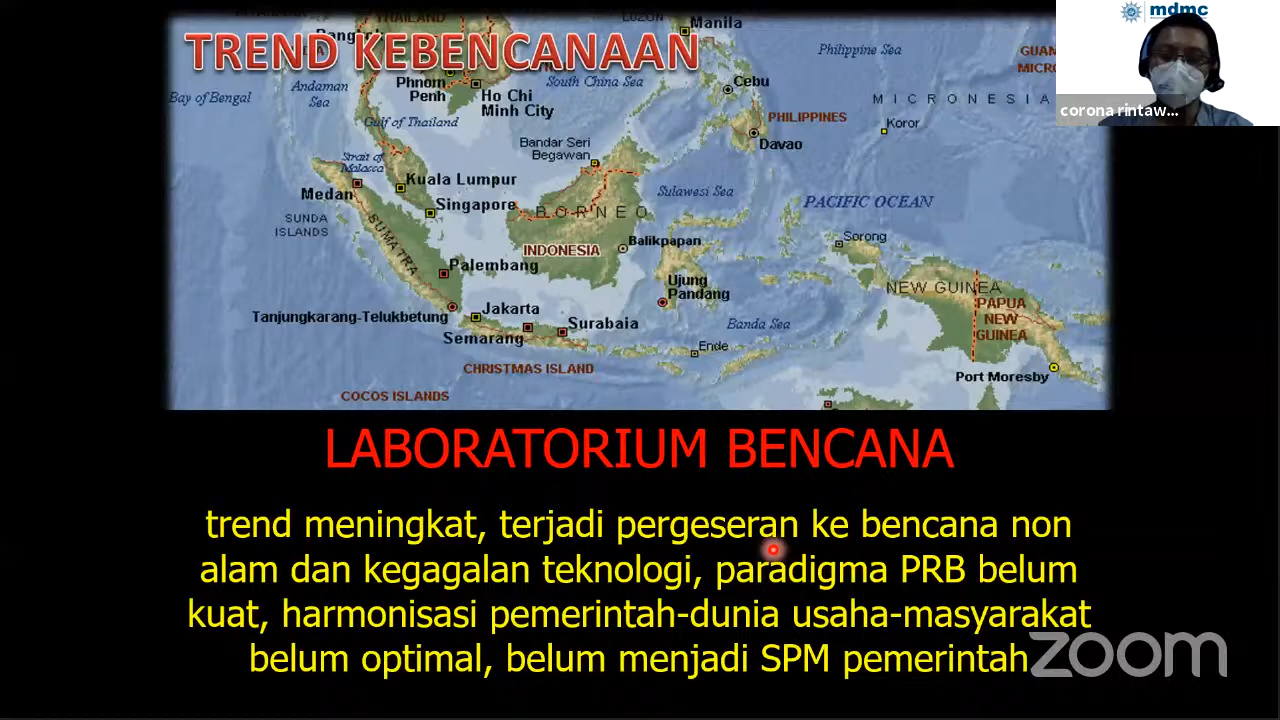 mdmc
corona rintaw...
TREND KEBENCANAAN
THAILAND
LUZON
Manila
Philippine Sea
Andaman
Sea
Phnom
Penh
South China Sea
Cebu
Bay of Bengal
Ho Chi
Minh City
MICRONESIA
Gulf of Thailand
PHILIPPINES
Koror
Bandar Seri
Begawan
Davao
Strait of
Malacca
Kuala Lumpur
Medan
Sulawesi Sea
PACIFIC OCEAN
Singapore
BORNEO
SUNDA
ISLANDS
SUMATRA
INDONESIA
Balikpapan
Sorong
Palembang
Ujung
Pandang
NEW GUINEA
PAPUA
NEW
GUINEA
Tanjungkarang-Telukbetung
Jakarta
Surabaia
Semarang
Banda Sea
Ende
CHRISTMAS ISLAND
Port Moresby
COCOS ISLANDS
LABORATORIUM BENCANA
trend meningkat, terjadi pergeseran ke bencana non
alam dan kegagalan teknologi, paradigma PRB belum
kuat, harmonisasi pemerintah-dunia usaha-masyarakat
belum optimal, belum menjadi SPM pemerintah
zoom